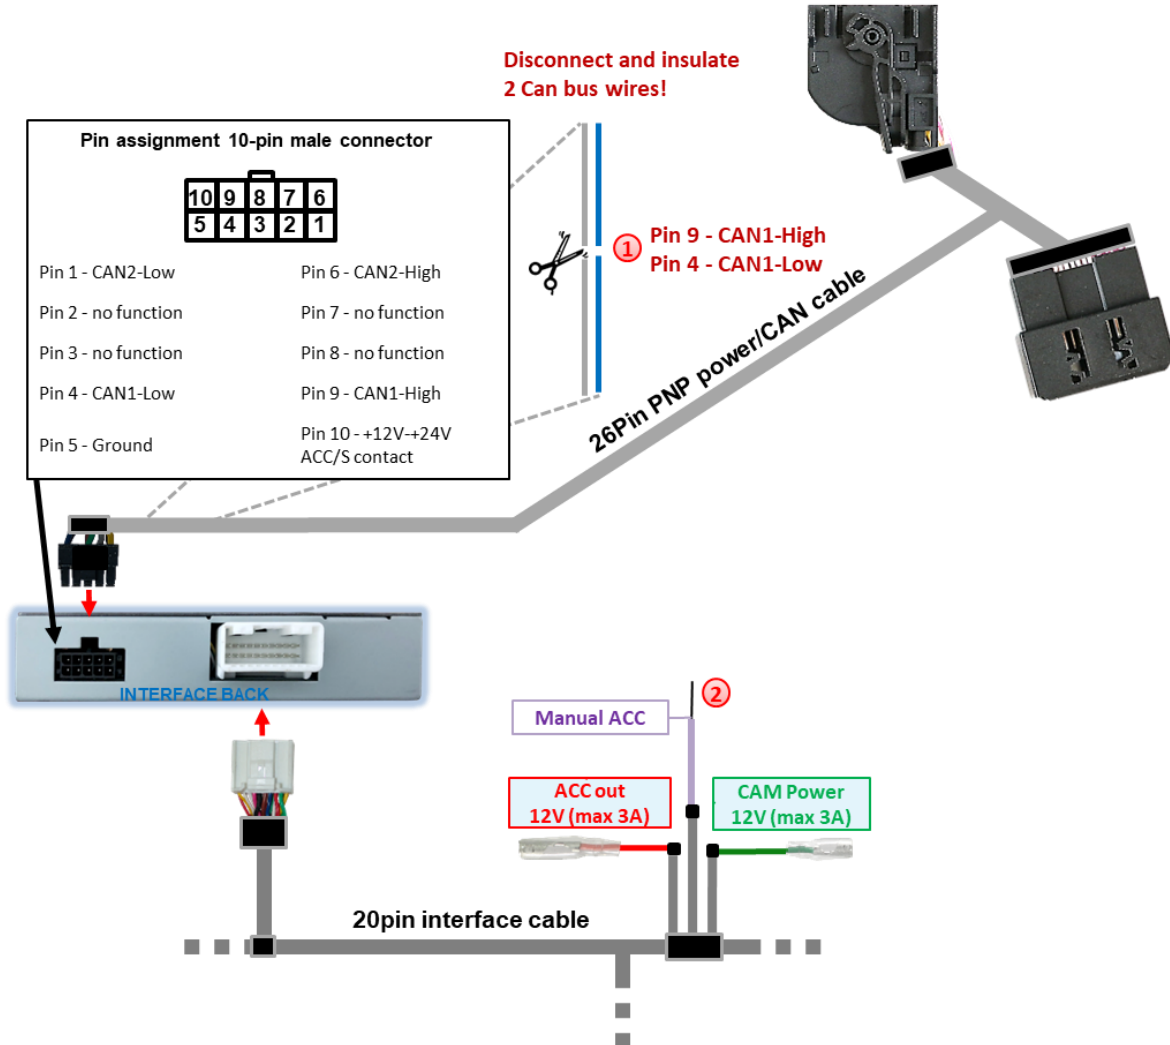 Disconnect and insulate
2 Can bus wires!
Pin assignment 10-pin male connector
10 9 8 7 6
5 4 3 2 1
Pin 1 - CAN2-Low
Pin 6 - CAN2-High
Pin 2 - no function
Pin 7 - no function
Pin 3 - no function
Pin 8 - no function
Pin 4 - CAN1-Low
Pin 9 - CAN1-High
Pin 5 - Ground
Pin 10 - +12V-+24V
ACC/S contact
1
Pin 9 - CAN1-High
Pin 4 - CAN1-Low
26Pin PNP power/CAN cable
INTERFACE BACK
2
Manual ACC
ACC out
12V (max 3A)
CAM Power
12V (max 3A)
20pin interface cable